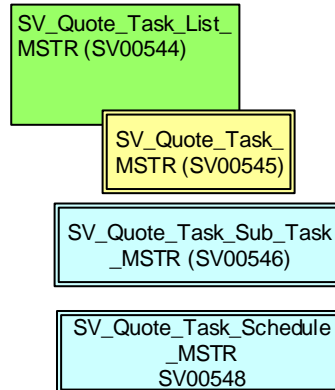 SV_Quote_Task_List_
MSTR (SV00544)
SV_Quote_Task_
MSTR (SV00545)
SV_Quote_Task_Sub_Task
_MSTR (SV00546)
SV_Quote_Task_Schedule
_MSTR
SV00548